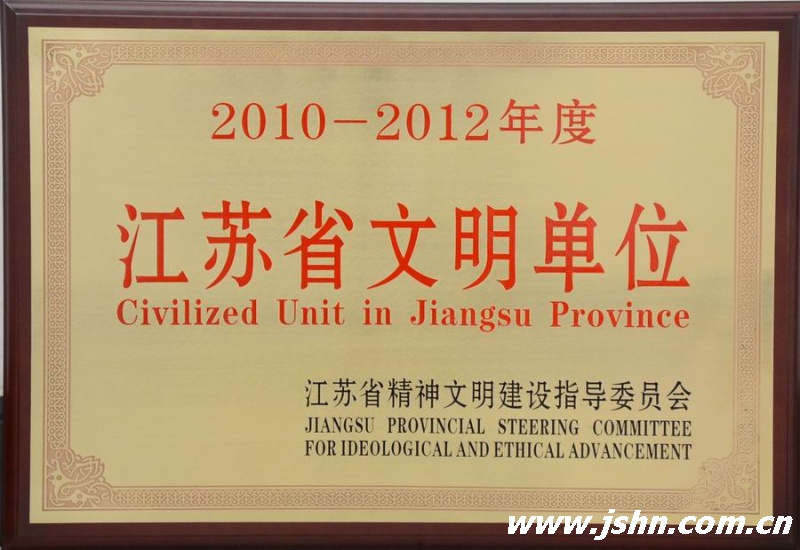 2010－2012年度
江苏省文明单位
Civilized Unit in Jiangsu Province
江苏省精神文明建设指导委员会
JIANGSU PROVINCIAL STEERING COMMITTEE
FOR IDEOLOGICAL AND ETHICAL ADVANCEMENT
www.jshn.com.cn